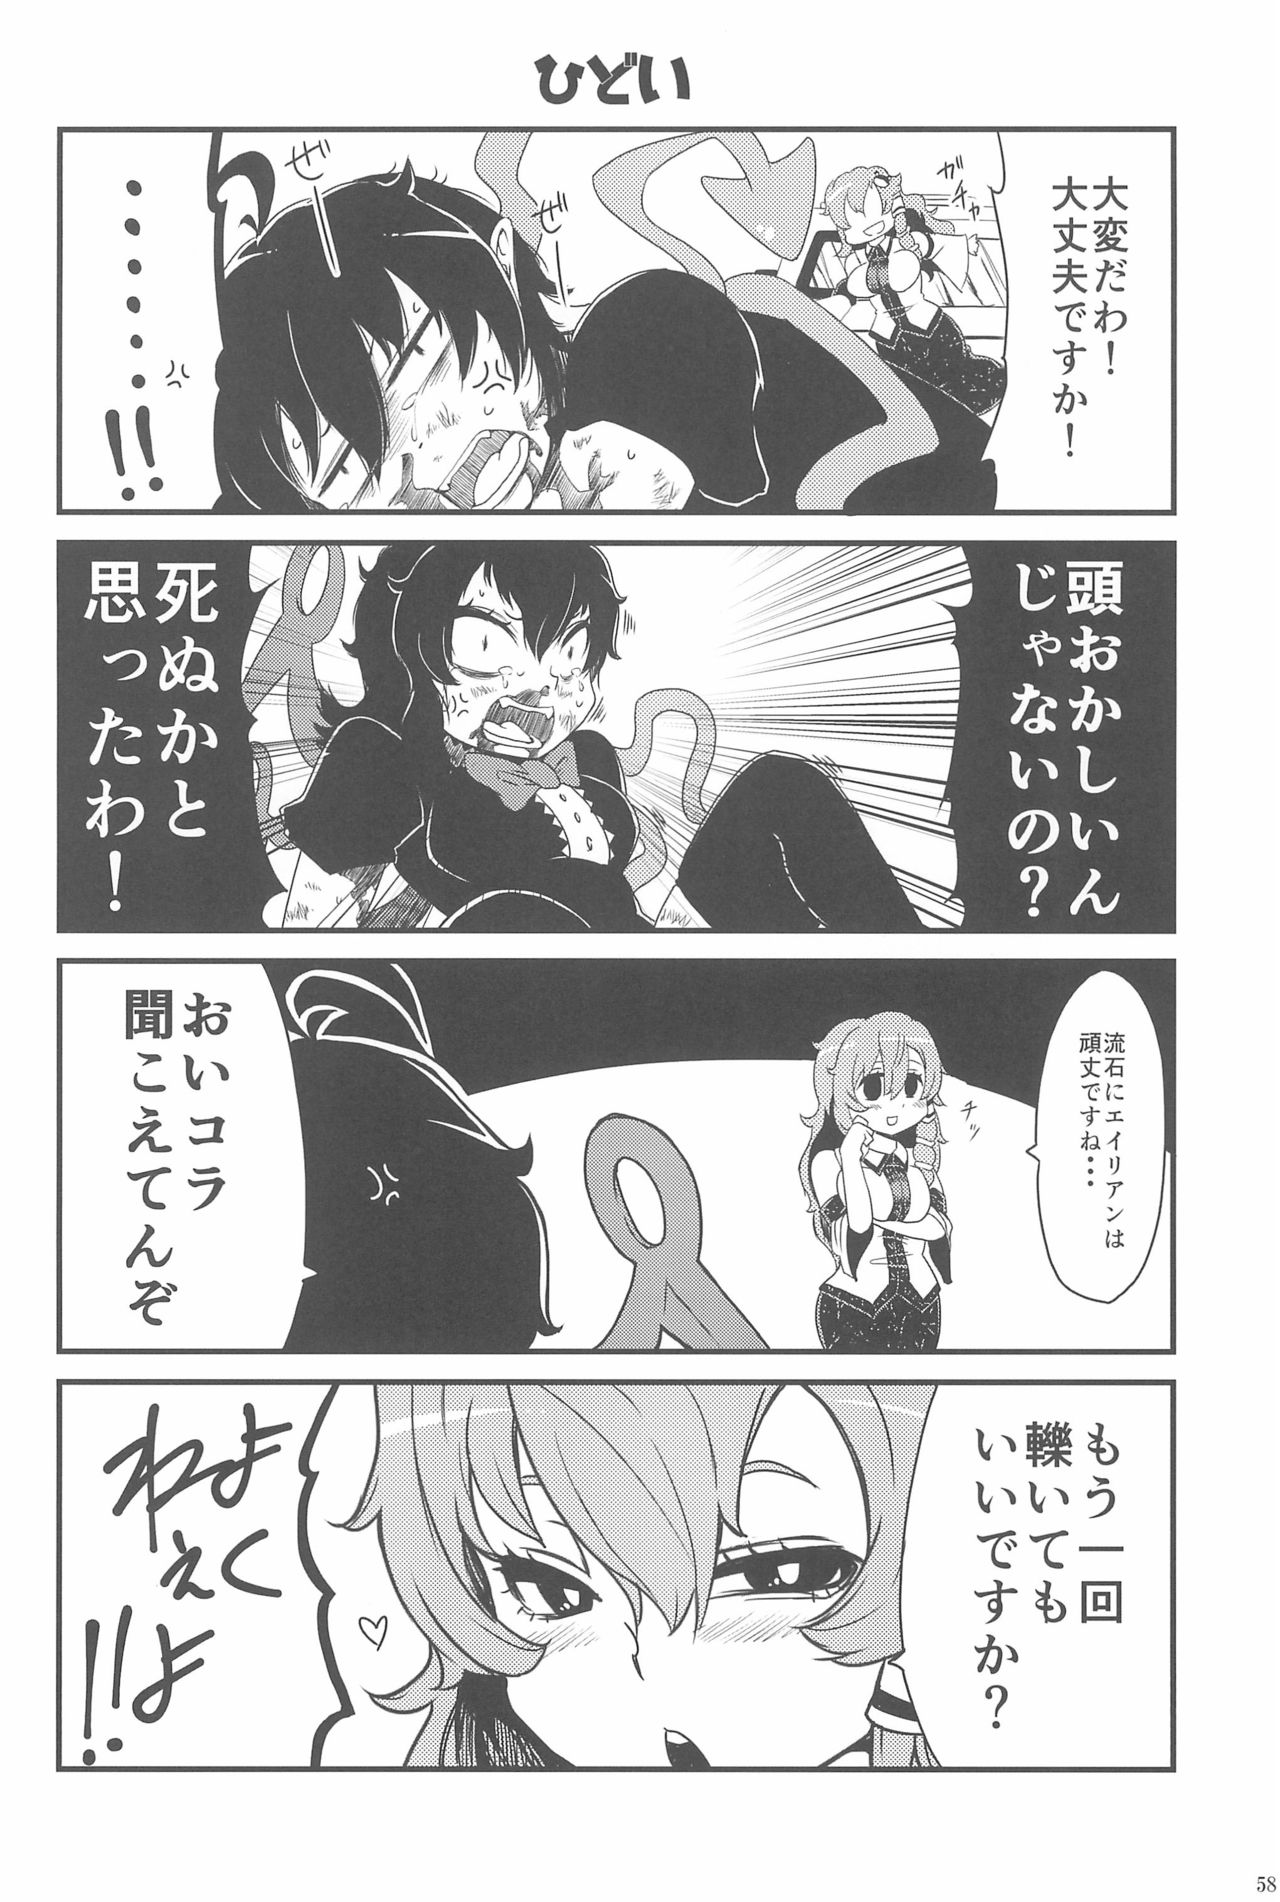 ひどい
大変だわ！
大丈夫ですか！
ガチャ
ぜぇ
ぜぇ
・・・・・・・!!
頭おかしいん
じゃないの？
死ぬかと
思ったわ！
流石にエイリアンは
頑丈ですね・・・
チッ
おいコラ
聞こえてんぞ
もう一回
轢いても
いいですか？
よくねぇよ!!
58